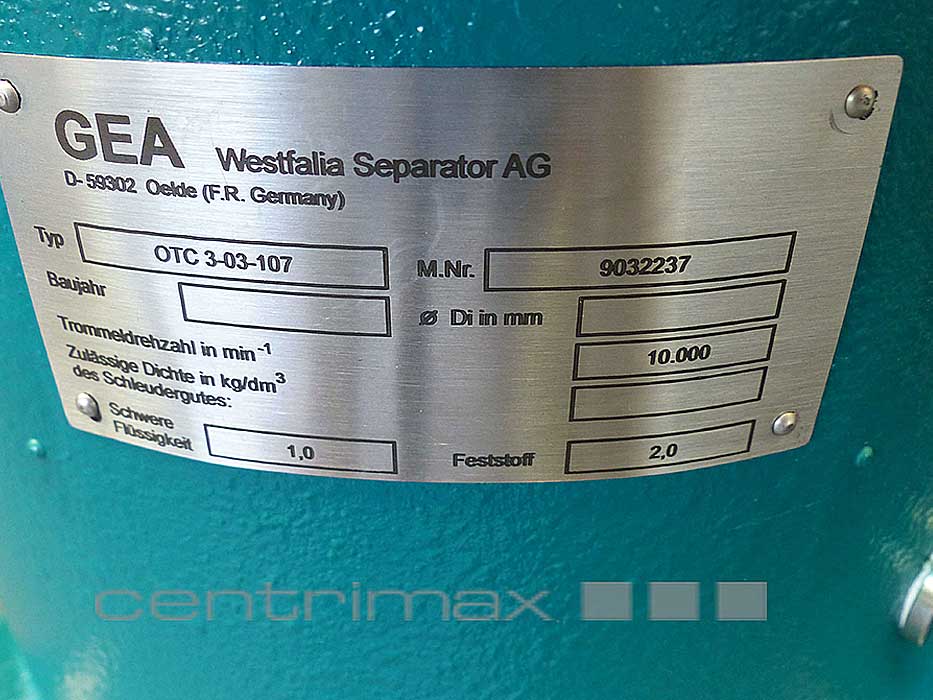 GEA Westfalia Separator AG
D-59302 Oelde (F.R. Germany)
Typ OTC 3-03-107 M.Nr. 9032237
Baujahr Ø Di in mm
Trommeldrehzahl in min-1 10.000
Zulässige Dichte in kg/dm3
des Schleudergutes:
Schwere
Flüssigkeit 1,0 Feststoff 2,0
centrimax